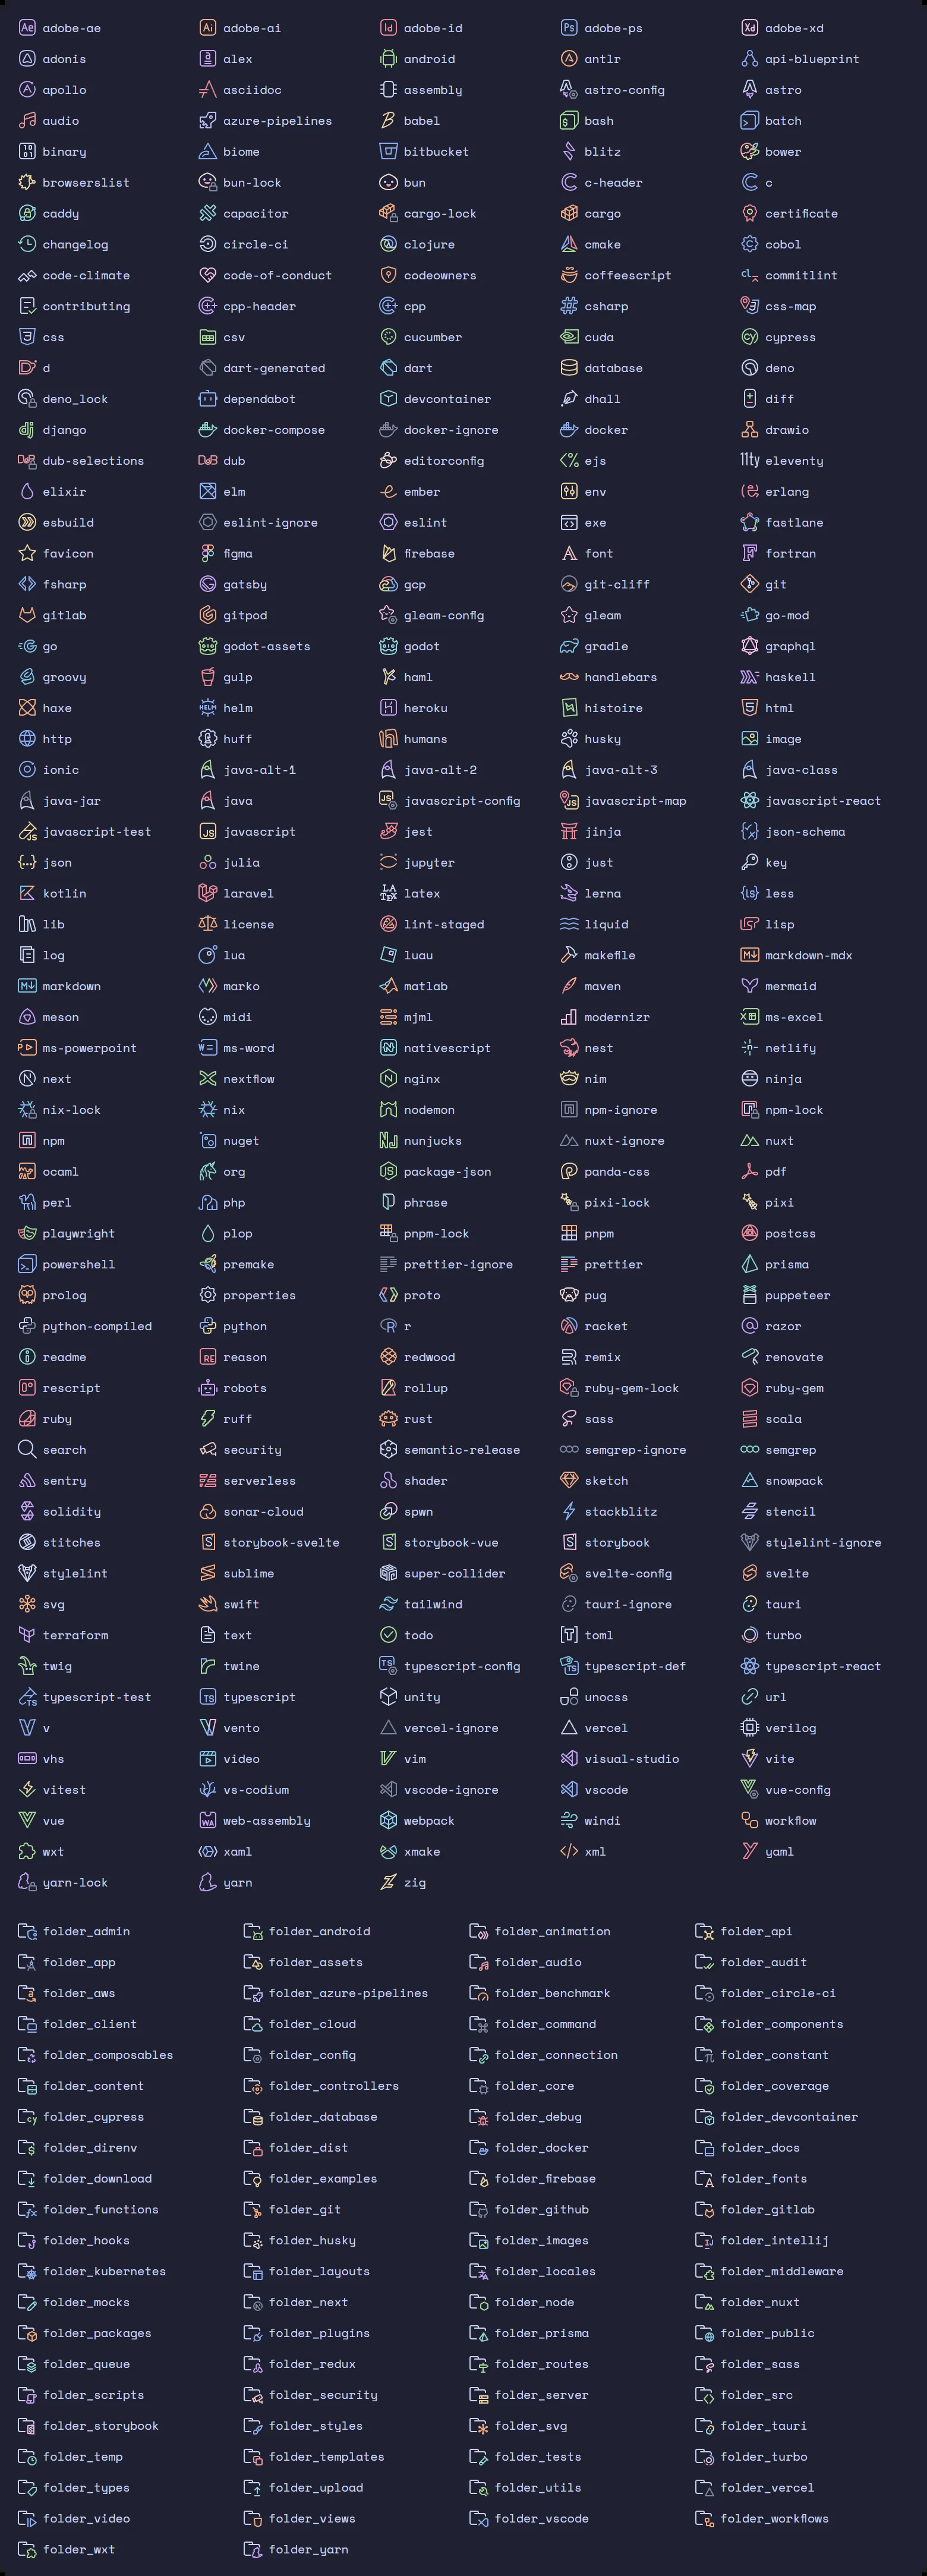 adobe-ae adobe-ai adobe-id adobe-ps adobe-xd
adonis alex android antlr api-blueprint
apollo asciidoc assembly astro-config astro
audio azure-pipelines babel bash batch
binary biome bitbucket blitz bower
browserslist bun-lock bun c-header c
caddy capacitor cargo-lock cargo certificate
changelog circle-ci clojure cmake cobol
code-climate code-of-conduct codeowners coffeescript commitlint
contributing cpp-header cpp csharp css-map
css csv cucumber cuda cypress
d dart-generated dart database deno
deno_lock dependabot devcontainer dhall diff
django docker-compose docker-ignore docker drawio
dub-selections dub editorconfig ejs eleventy
elixir elm ember env erlang
esbuild eslint-ignore eslint exe fastlane
favicon figma firebase font fortran
fsharp gatsby gcp git-cliff git
gitlab gitpod gleam-config gleam go-mod
go godot-assets godot gradle graphql
groovy gulp haml handlebars haskell
haxe helm heroku histoire html
http huff humans husky image
ionic java-alt-1 java-alt-2 java-alt-3 java-class
java-jar java javascript-config javascript-map javascript-react
javascript-test javascript jest jinja json-schema
json julia jupyter just key
kotlin laravel latex lerna less
lib license lint-staged liquid lisp
log lua luau makefile markdown-mdx
markdown marko matlab maven mermaid
meson midi mjml modernizr ms-excel
ms-powerpoint ms-word nativescript nest netlify
next nextflow nginx nim ninja
nix-lock nix nodemon npm-ignore npm-lock
npm nuget nunjucks nuxt-ignore nuxt
ocaml org package-json panda-css pdf
perl php phrase pixi-lock pixi
playwright plop pnpm-lock pnpm postcss
powershell premake prettier-ignore prettier prisma
prolog properties proto pug puppeteer
python-compiled python r racket razor
readme reason redwood remix renovate
rescript robots rollup ruby-gem-lock ruby-gem
ruby ruff rust sass scala
search security semantic-release semgrep-ignore semgrep
sentry serverless shader sketch snowpack
solidity sonar-cloud spwn stackblitz stencil
stitches storybook-svelte storybook-vue storybook stylelint-ignore
stylelint sublime super-collider svelte-config svelte
svg swift tailwind tauri-ignore tauri
terraform text todo toml turbo
twig twine typescript-config typescript-def typescript-react
typescript-test typescript unity unocss url
v vento vercel-ignore vercel verilog
vhs video vim visual-studio vite
vitest vs-codium vscode-ignore vscode vue-config
vue web-assembly webpack windi workflow
wxt xaml xmake xml yaml
yarn-lock yarn zig
folder_admin folder_android folder_animation folder_api
folder_app folder_assets folder_audio folder_audit
folder_aws folder_azure-pipelines folder_benchmark folder_circle-ci
folder_client folder_cloud folder_command folder_components
folder_composables folder_config folder_connection folder_constant
folder_content folder_controllers folder_core folder_coverage
folder_cypress folder_database folder_debug folder_devcontainer
folder_direnv folder_dist folder_docker folder_docs
folder_download folder_examples folder_firebase folder_fonts
folder_functions folder_git folder_github folder_gitlab
folder_hooks folder_husky folder_images folder_intellij
folder_kubernetes folder_layouts folder_locales folder_middleware
folder_mocks folder_next folder_node folder_nuxt
folder_packages folder_plugins folder_prisma folder_public
folder_queue folder_redux folder_routes folder_sass
folder_scripts folder_security folder_server folder_src
folder_storybook folder_styles folder_svg folder_tauri
folder_temp folder_templates folder_tests folder_turbo
folder_types folder_upload folder_utils folder_vercel
folder_video folder_views folder_vscode folder_workflows
folder_wxt folder_yarn